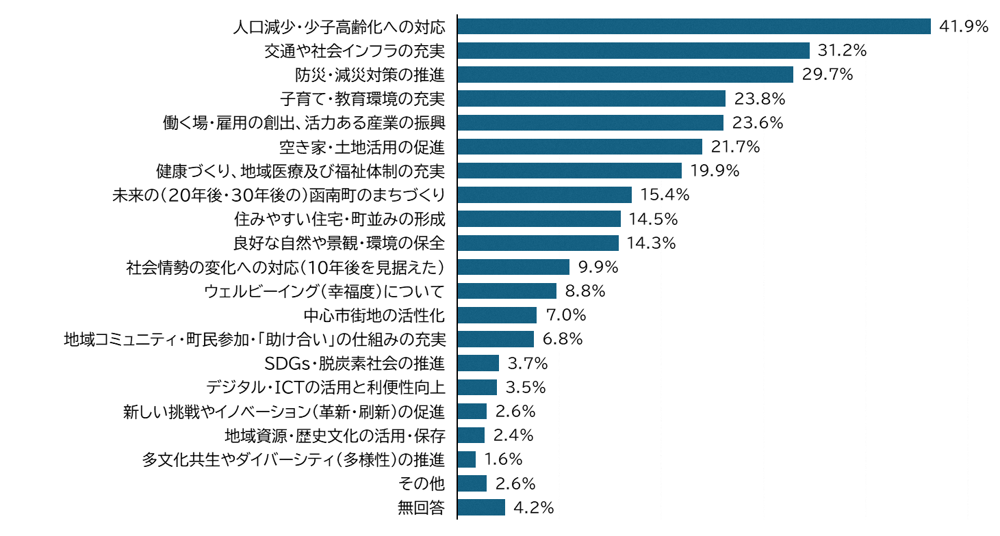 人口減少・少子高齢化への対応 41.9%
交通や社会インフラの充実 31.2%
防災・減災対策の推進 29.7%
子育て・教育環境の充実 23.8%
働く場・雇用の創出、活力ある産業の振興 23.6%
空き家・土地活用の促進 21.7%
健康づくり、地域医療及び福祉体制の充実 19.9%
未来の（20年後・30年後の）函南町のまちづくり 15.4%
住みやすい住宅・町並みの形成 14.5%
良好な自然や景観・環境の保全 14.3%
社会情勢の変化への対応（10年後を見据えた） 9.9%
ウェルビーイング（幸福度）について 8.8%
中心市街地の活性化 7.0%
地域コミュニティ・町民参加・「助け合い」の仕組みの充実 6.8%
SDGs・脱炭素社会の推進 3.7%
デジタル・ICTの活用と利便性向上 3.5%
新しい挑戦やイノベーション（革新・刷新）の促進 2.6%
地域資源・歴史文化の活用・保存 2.4%
多文化共生やダイバーシティ（多様性）の推進 1.6%
その他 2.6%
無回答 4.2%